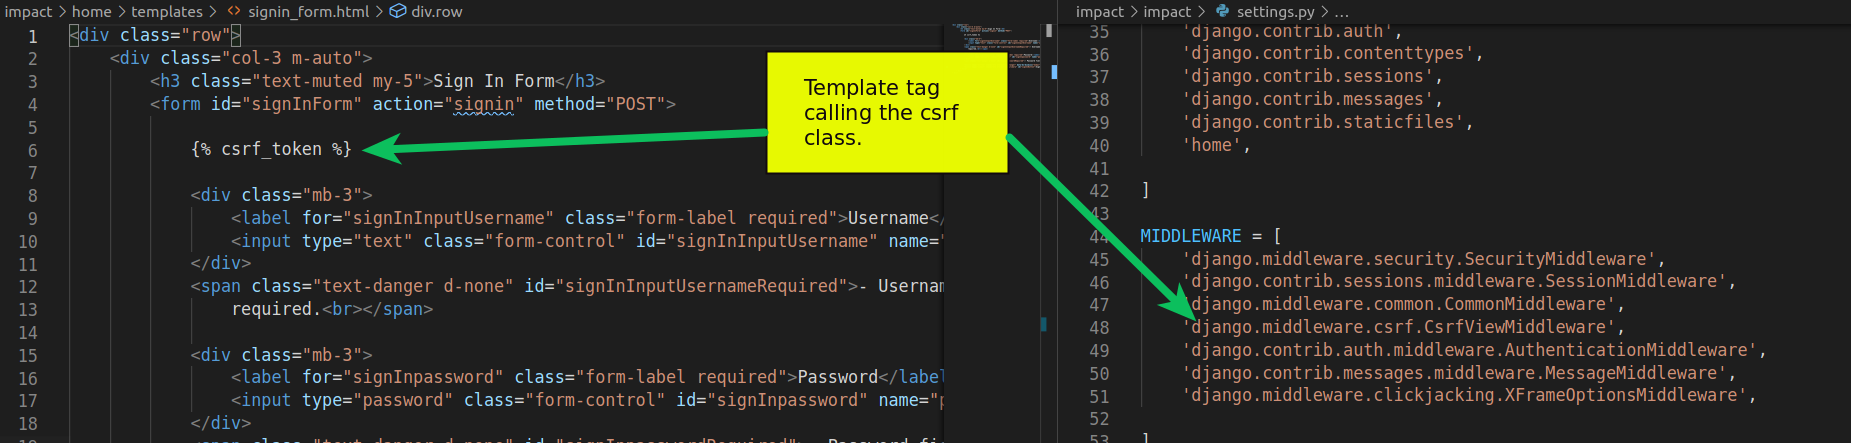 impact > home > templates > signin_form.html > div.row
1 <div class="row">
2 <div class="col-3 m-auto">
3 <h3 class="text-muted my-5">Sign In Form</h3>
4 <form id="signInForm" action="signin" method="POST">
5
6 {% csrf_token %}
7
8 <div class="mb-3">
9 <label for="signInInputUsername" class="form-label required">Username</
10 <input type="text" class="form-control" id="signInInputUsername" name="
11 </div>
12 <span class="text-danger d-none" id="signInInputUsernameRequired">- Usernam
13 required.<br></span>
14
15 <div class="mb-3">
16 <label for="signInpassword" class="form-label required">Password</label
17 <input type="password" class="form-control" id="signInpassword" name="p
18 </div>
Template tag
calling the csrf
class.
impact > impact > settings.py > ...
35 'django.contrib.auth',
36 'django.contrib.contenttypes',
37 'django.contrib.sessions',
38 'django.contrib.messages',
39 'django.contrib.staticfiles',
40 'home',
41
42 ]
43
44 MIDDLEWARE = [
45 'django.middleware.security.SecurityMiddleware',
46 'django.contrib.sessions.middleware.SessionMiddleware',
47 'django.middleware.common.CommonMiddleware',
48 'django.middleware.csrf.CsrfViewMiddleware',
49 'django.contrib.auth.middleware.AuthenticationMiddleware',
50 'django.contrib.messages.middleware.MessageMiddleware',
51 'django.middleware.clickjacking.XFrameOptionsMiddleware',
52
53 ]